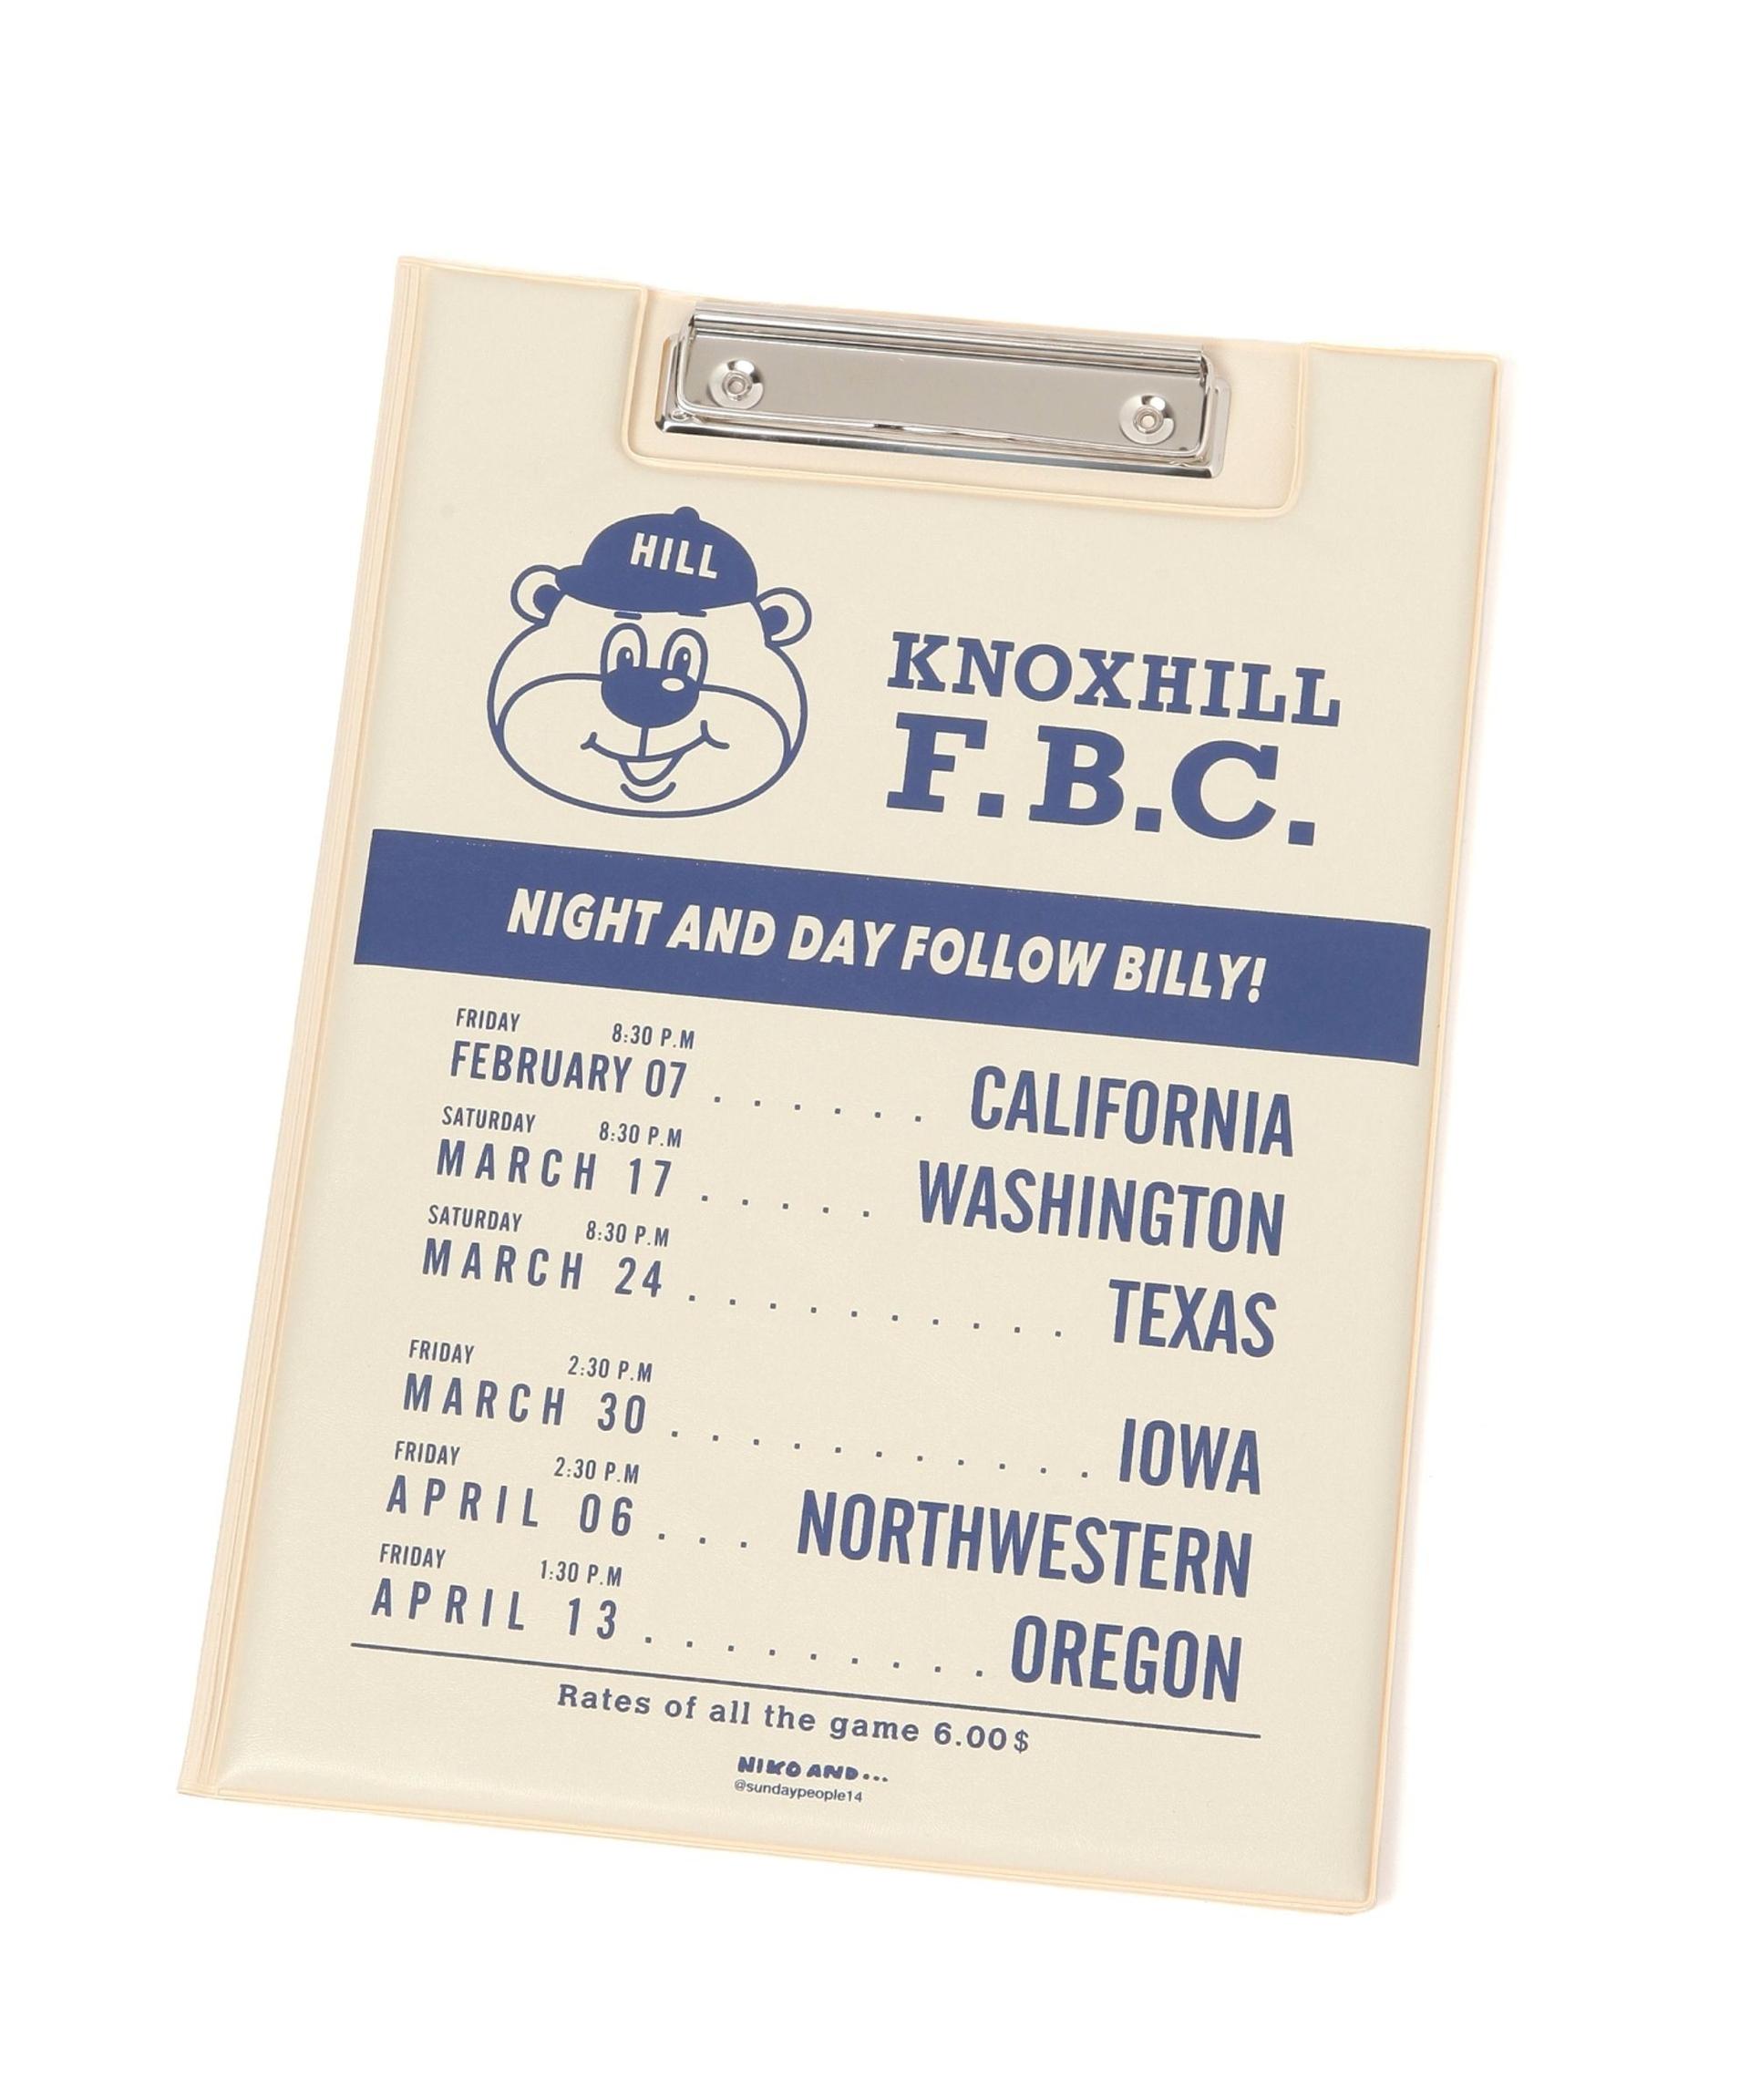 HILL
KNOXHILL
F.B.C.
NIGHT AND DAY FOLLOW BILLY!
FRIDAY 8:30 P.M
FEBRUARY 07 . . . . . . CALIFORNIA
SATURDAY 8:30 P.M
MARCH 17 . . . . . WASHINGTON
SATURDAY 8:30 P.M
MARCH 24 . . . . . . . . . . TEXAS
FRIDAY 2:30 P.M
MARCH 30 . . . . . . . . . . . IOWA
FRIDAY 2:30 P.M
APRIL 06 . . . NORTHWESTERN
FRIDAY 1:30 P.M
APRIL 13 . . . . . . . . . OREGON
Rates of all the game 6.00$
NIKO AND...
@sundaypeople14